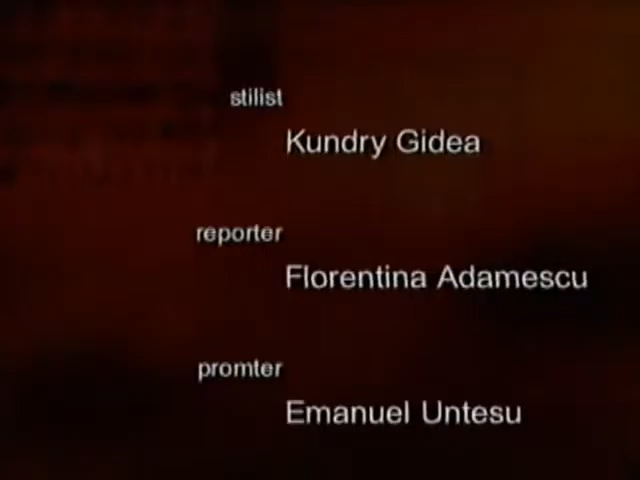 stilist
Kundry Gidea
reporter
Florentina Adamescu
promter
Emanuel Untesu